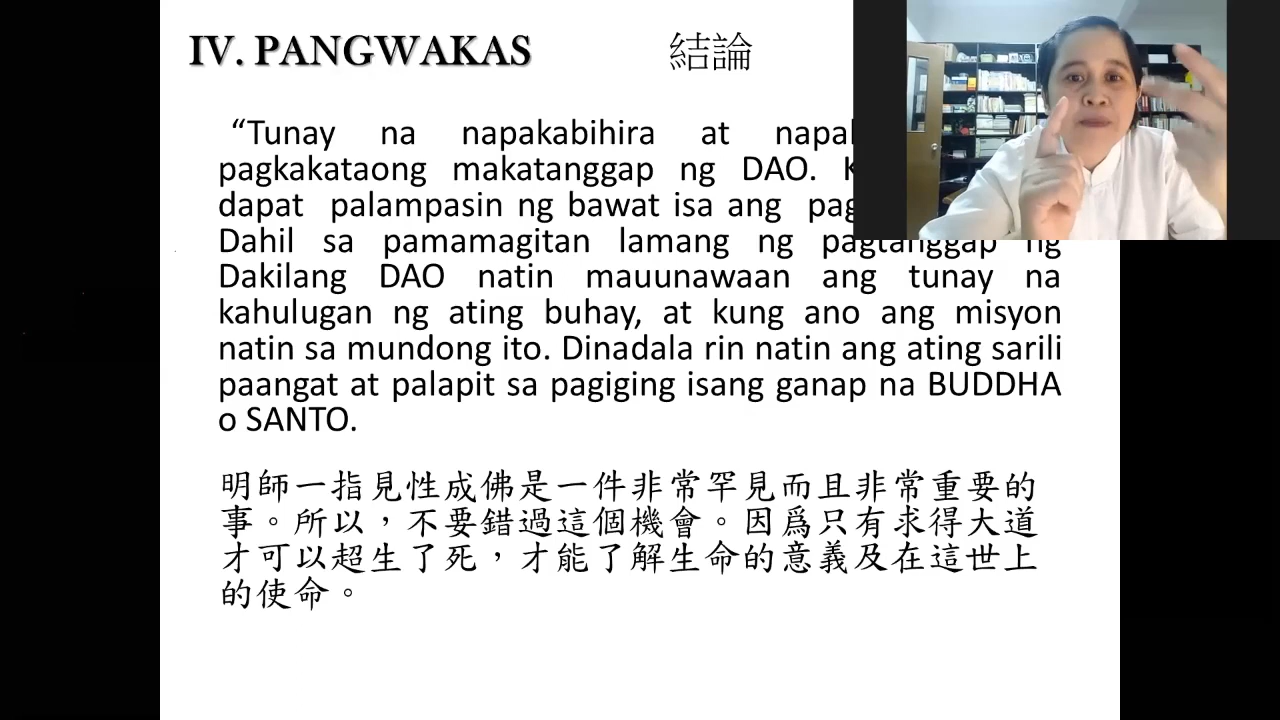 IV. PANGWAKAS 結論
“Tunay na napakabihira at
pagkakataong makatanggap ng DAO.
dapat palampasin ng bawat isa ang
Dahil sa pamamagitan lamang ng pagtanggap ng
Dakilang DAO natin mauunawaan ang tunay na
kahulugan ng ating buhay, at kung ano ang misyon
natin sa mundong ito. Dinadala rin natin ang ating sarili
paangat at palapit sa pagiging isang ganap na BUDDHA
o SANTO.
明師一指見性成佛是一件非常罕見而且非常重要的
事。所以，不要錯過這個機會。因爲只有求得大道
才可以超生了死，才能了解生命的意義及在這世上
的使命。